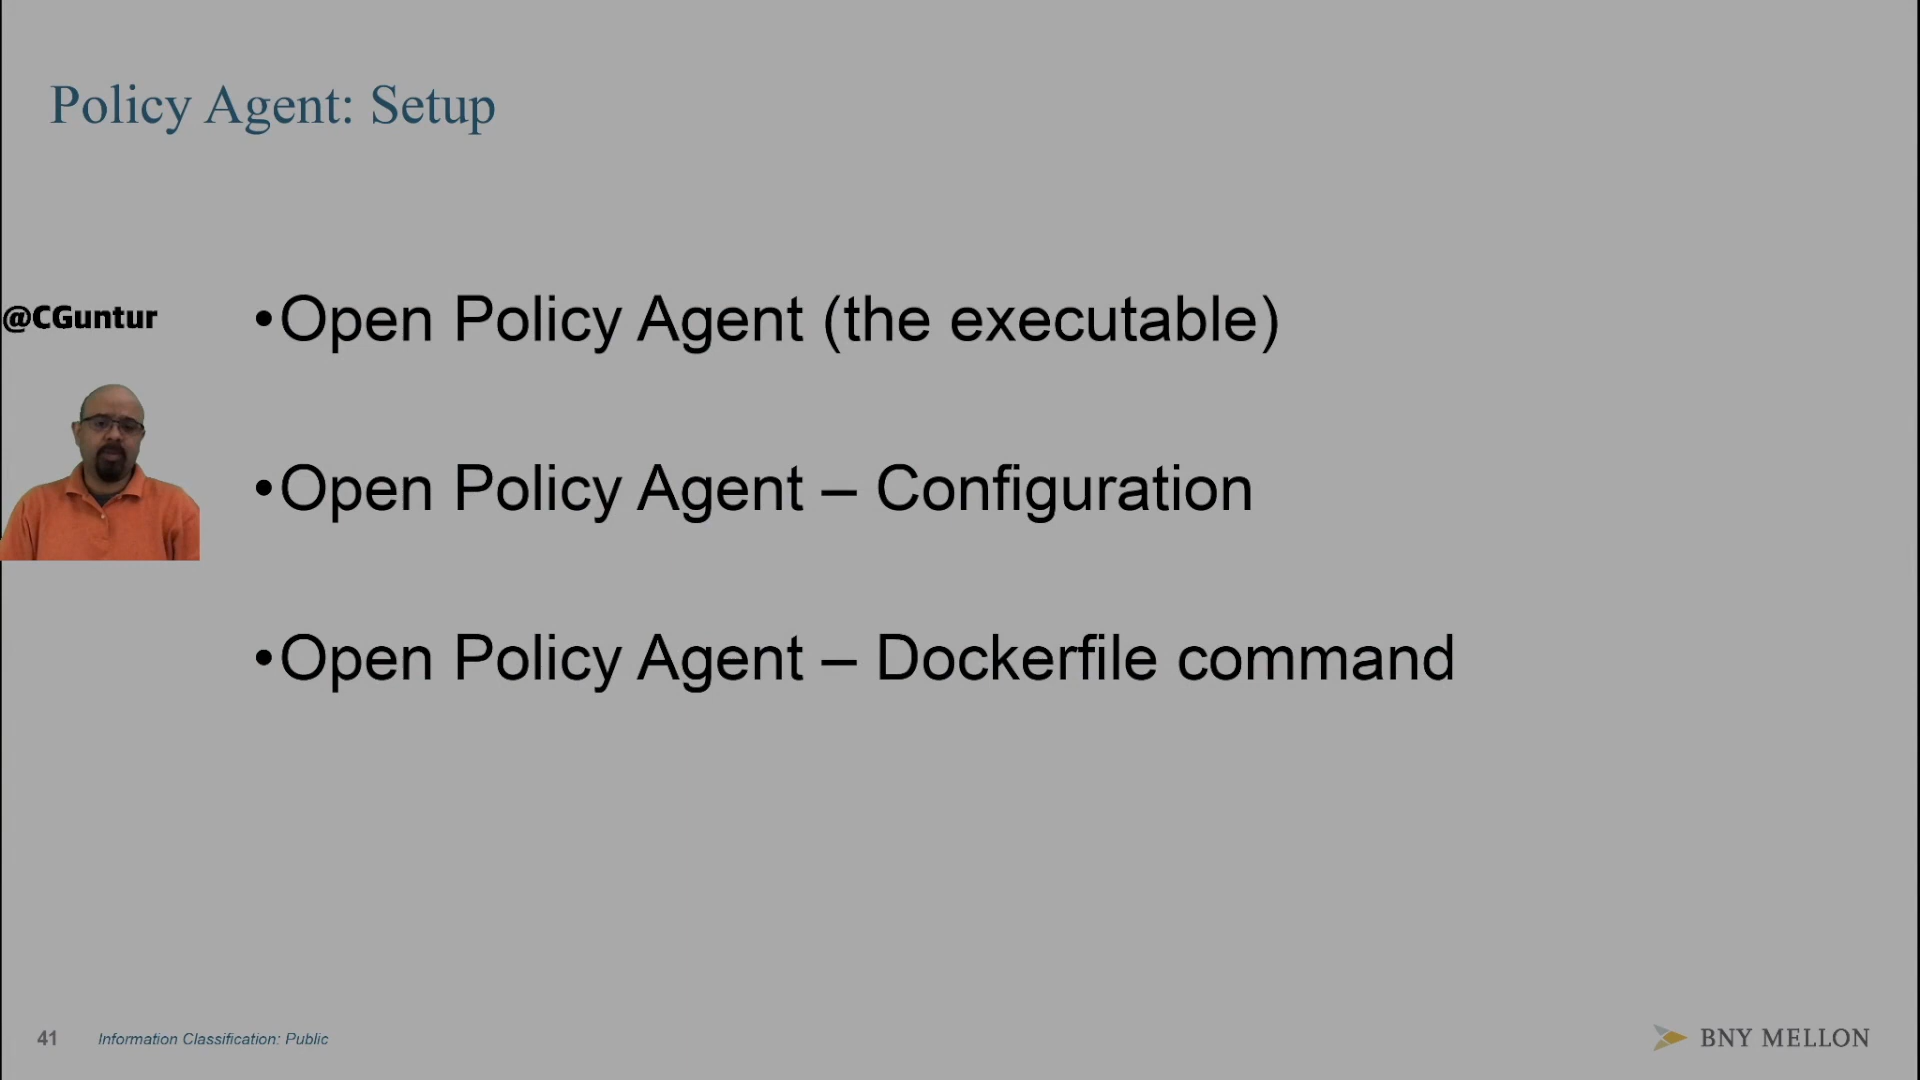 Policy Agent: Setup
@CGuntur
•Open Policy Agent (the executable)
•Open Policy Agent – Configuration
•Open Policy Agent – Dockerfile command
41
Information Classification: Public
BNY MELLON